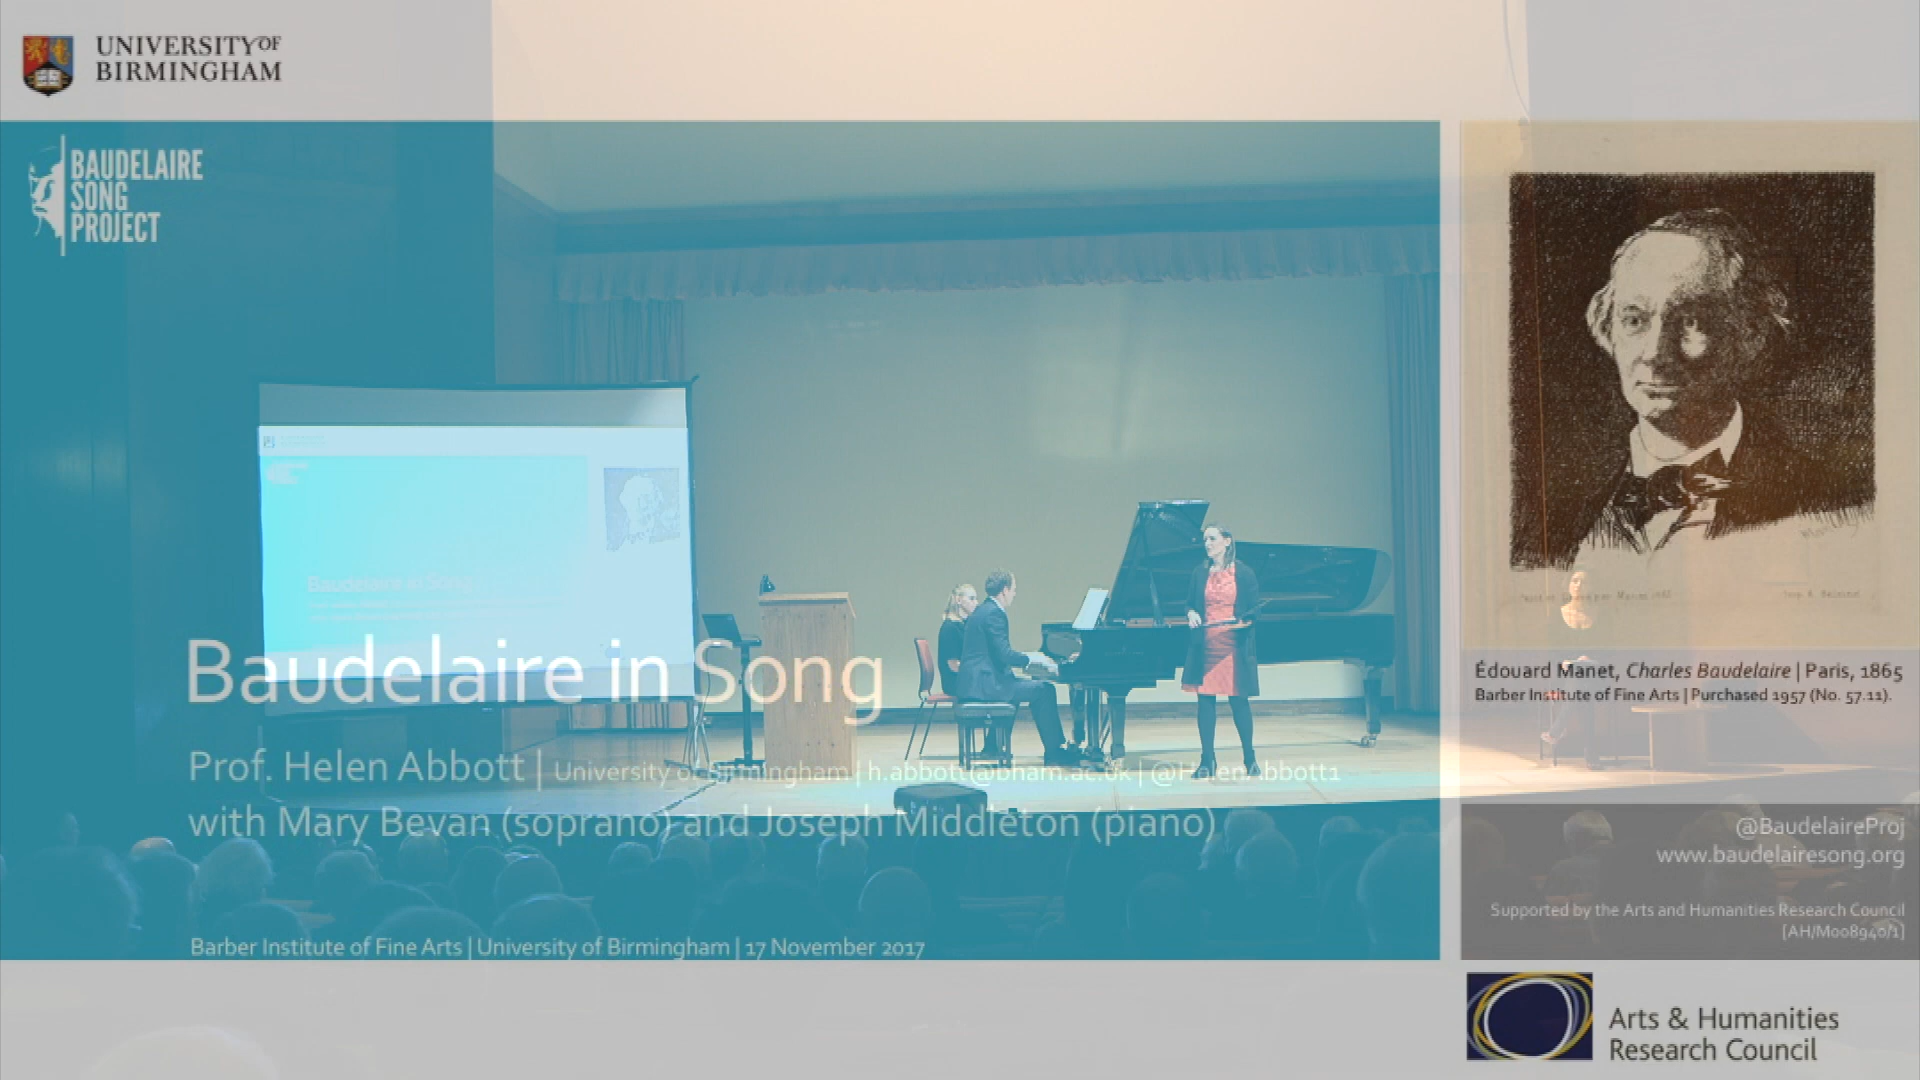 UNIVERSITY OF
BIRMINGHAM
BAUDELAIRE
SONG
PROJECT
Baudelaire in Song
Baudelaire in Song
Prof. Helen Abbott | University of Birmingham | h.abbott@bham.ac.uk | @HelenAbbott1
with Mary Bevan (soprano) and Joseph Middleton (piano)
Barber Institute of Fine Arts | University of Birmingham | 17 November 2017
Édouard Manet, Charles Baudelaire | Paris, 1865
Barber Institute of Fine Arts | Purchased 1957 (No. 57.11).
@BaudelaireProj
www.baudelairesong.org
Supported by the Arts and Humanities Research Council
[AH/M008940/1]
Arts & Humanities
Research Council